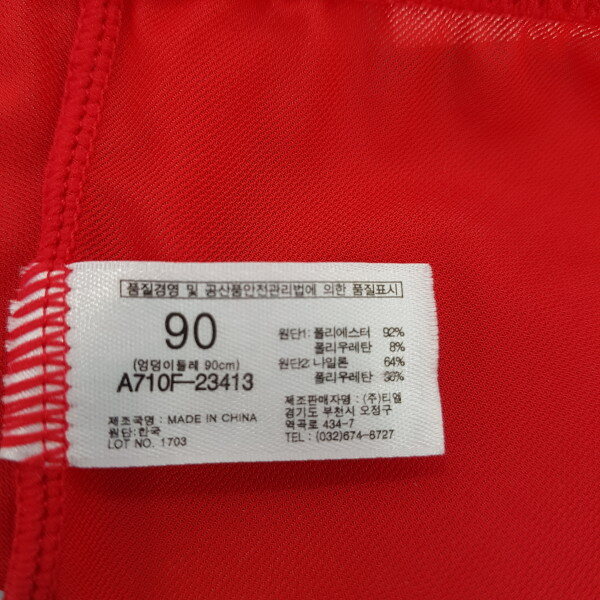 품질경영 및 공산품안전관리법에 의한 품질표시
90
(엉덩이둘레 90cm)
A710F-23413
원단1: 폴리에스터 92%
폴리우레탄 8%
원단2: 나일론 64%
폴리우레탄 36%
제조국명 : MADE IN CHINA
원단:한국
LOT NO. 1703
제조판매자명 : (주)티엘
경기도 부천시 오정구
역곡로 434-7
TEL : (032)674-6727